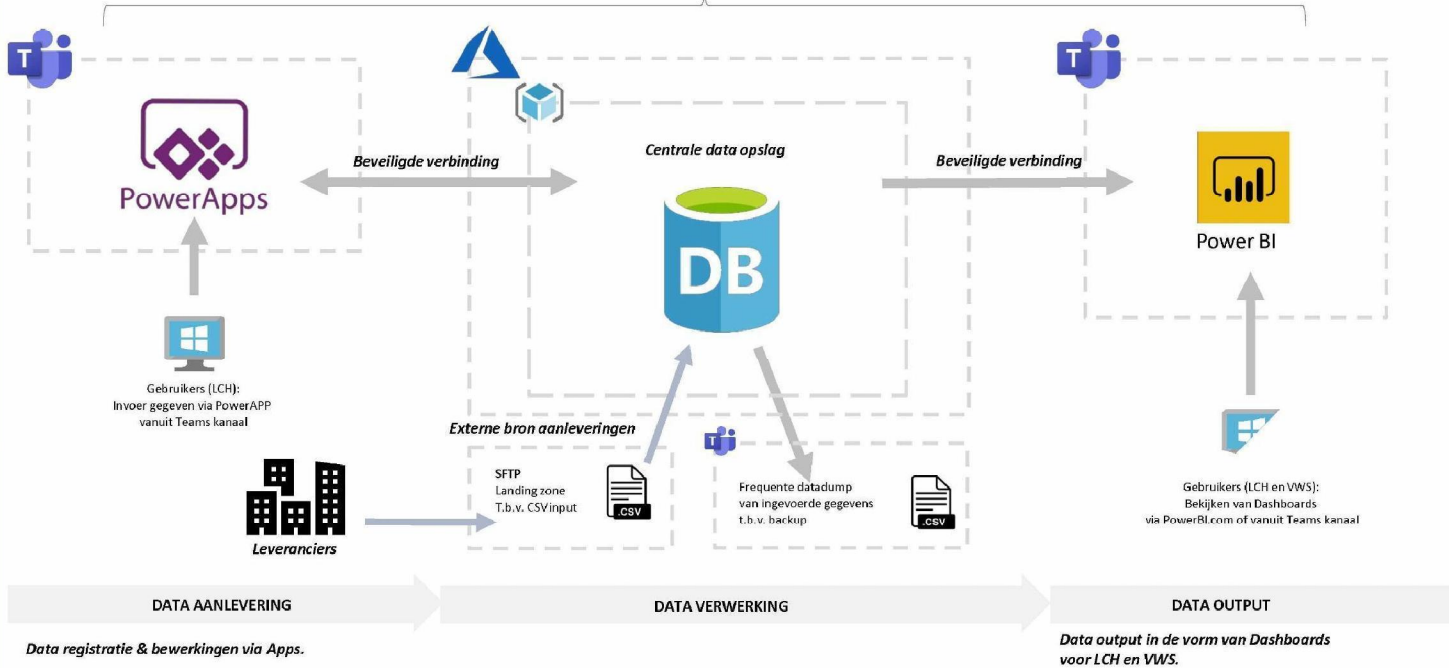 T
T
PowerApps
Beveiligde verbinding
Centrale data opslag
DB
Beveiligde verbinding
Power BI
Gebruikers (LCH):
Invoer gegeven via PowerAPP
vanuit Teams kanaal
Leveranciers
Externe bron aanleveringen
SFTP
Landing zone
T.b.v. CSV input
.CSV
T
Frequente datadump
van ingevoerde gegevens
t.b.v. backup
.CSV
Gebruikers (LCH en VWS):
Bekijken van Dashboards
via PowerBI.com of vanuit Teams kanaal
DATA AANLEVERING
DATA VERWERKING
DATA OUTPUT
Data registratie & bewerkingen via Apps.
Data output in de vorm van Dashboards
voor LCH en VWS.